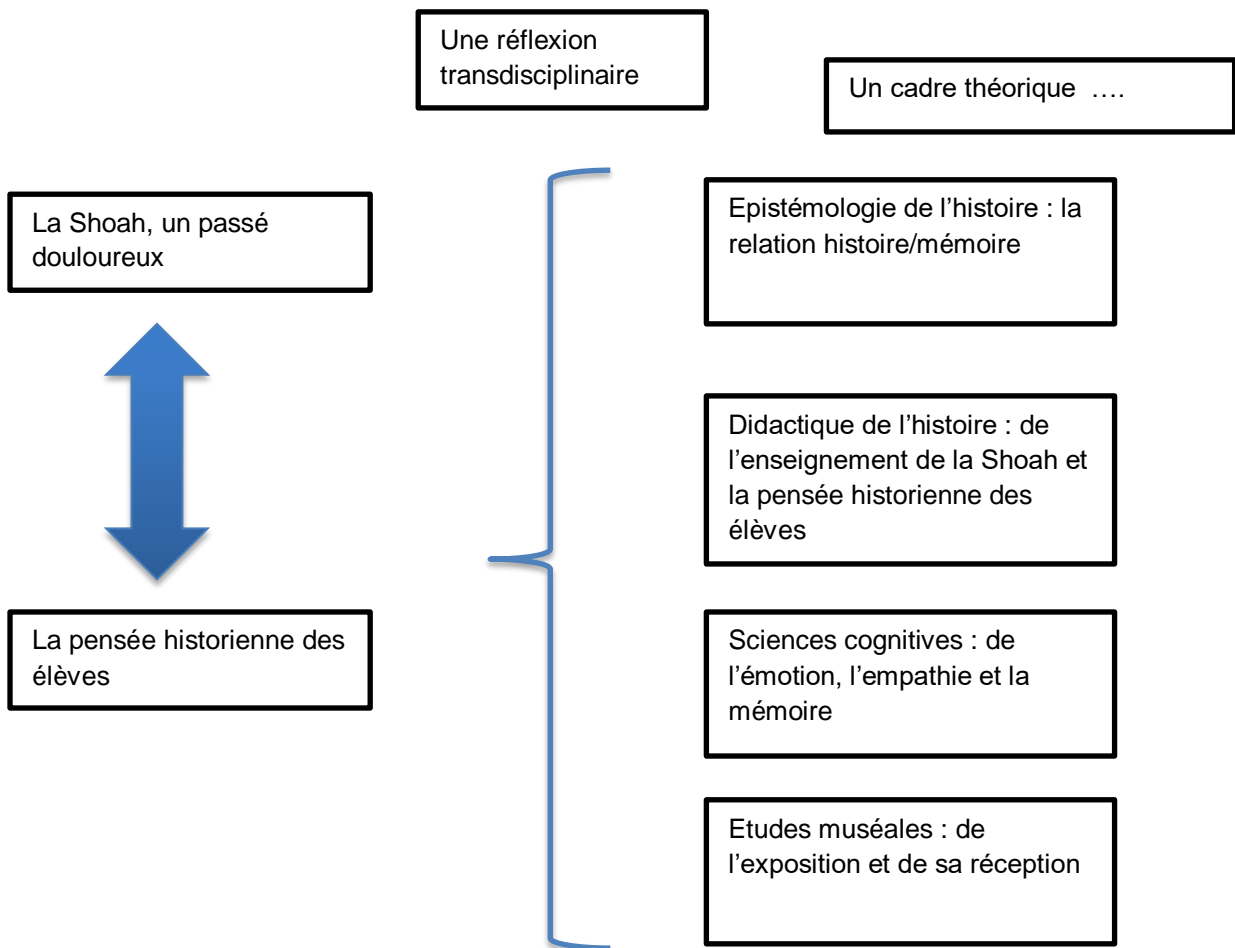 Une réflexion
transdisciplinaire
Un cadre théorique ….
La Shoah, un passé
douloureux
La pensée historienne des
élèves
Epistémologie de l’histoire : la
relation histoire/mémoire
Didactique de l’histoire : de
l’enseignement de la Shoah et
la pensée historienne des
élèves
Sciences cognitives : de
l’émotion, l’empathie et la
mémoire
Etudes muséales : de
l’exposition et de sa réception